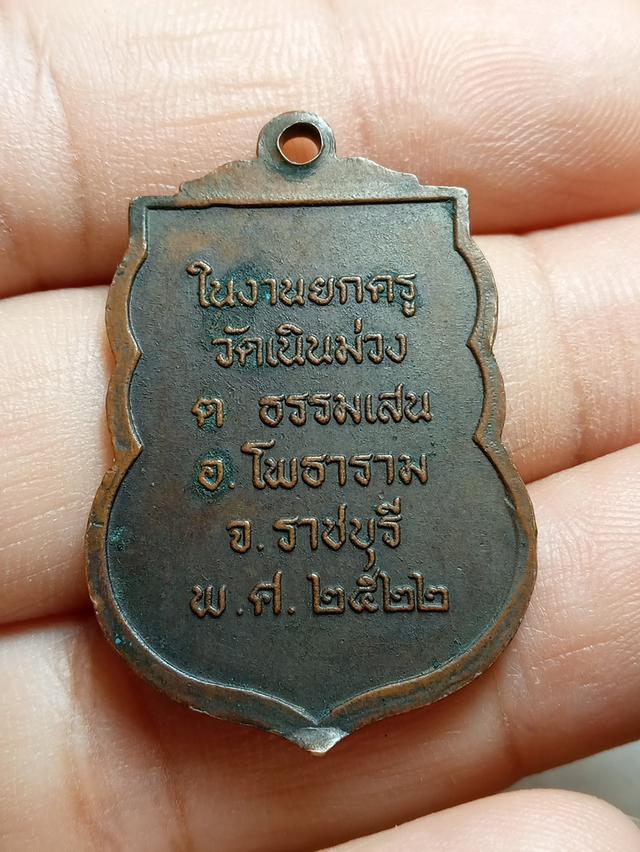 ในงานยกครู
วัดเนินม่วง
ต ธรรมเสน
อ.โพธาราม
จ.ราชบุรี
พ.ศ.๒๕๒๒